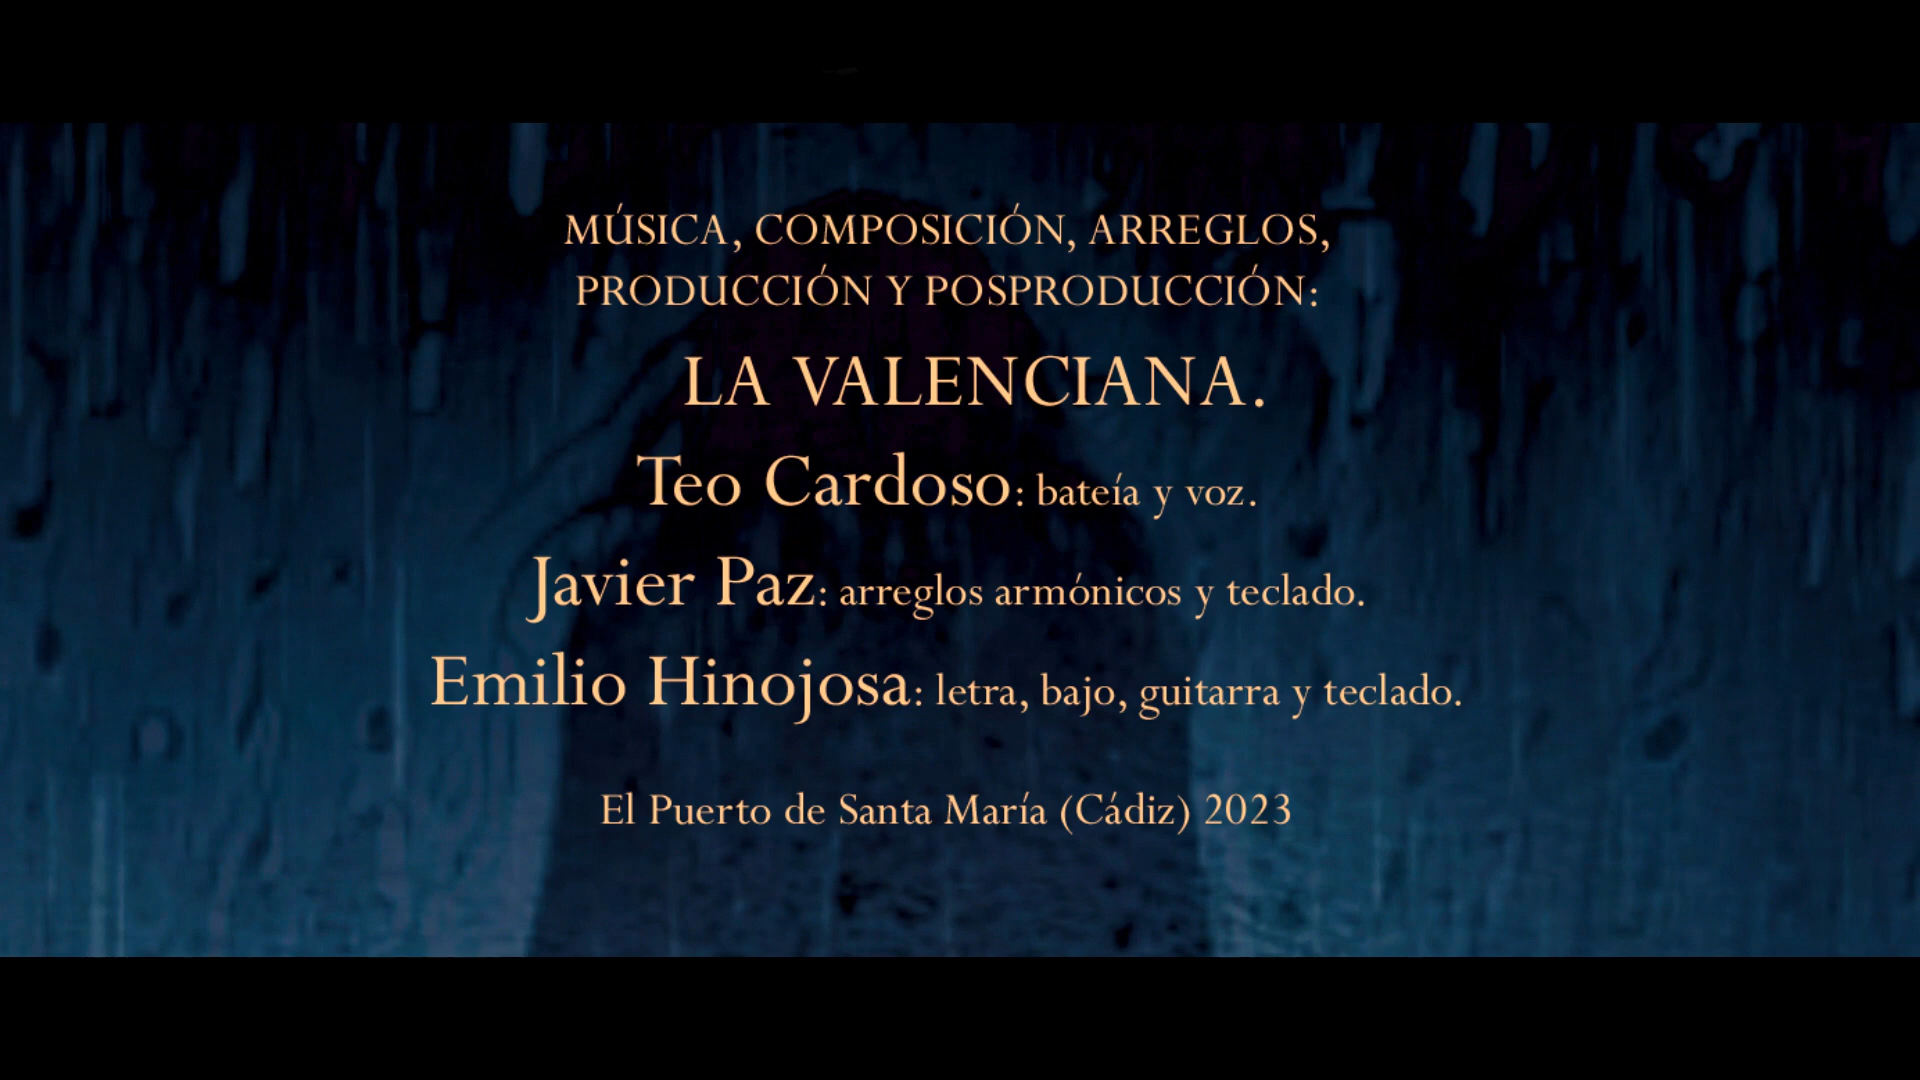 MÚSICA, COMPOSICIÓN, ARREGLOS,
PRODUCCIÓN Y POSPRODUCCIÓN:
LA VALENCIANA.
Teo Cardoso: bateía y voz.
Javier Paz: arreglos armónicos y teclado.
Emilio Hinojosa: letra, bajo, guitarra y teclado.
El Puerto de Santa María (Cádiz) 2023